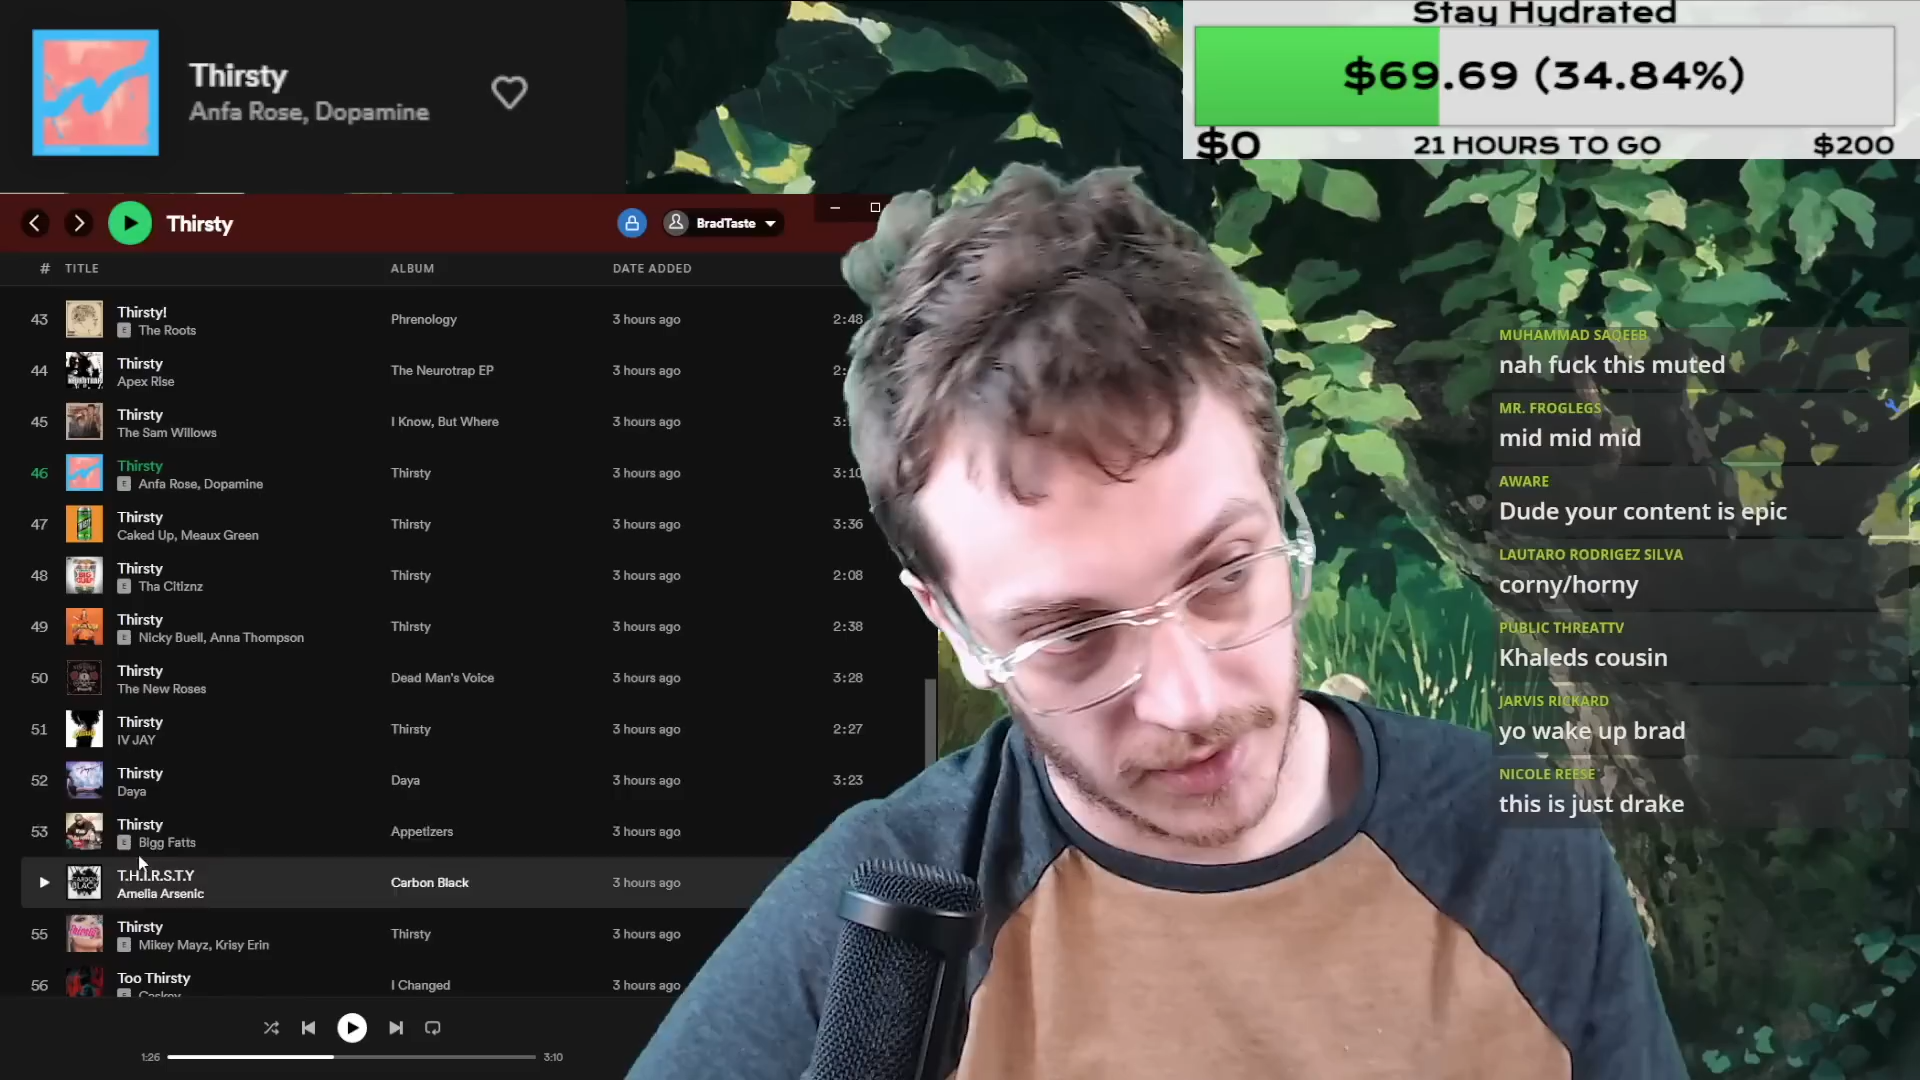 Thirsty
Anfa Rose, Dopamine
Stay Hydrated
$69.69 (34.84%)
$0
21 HOURS TO GO
$200
Thirsty
BradTaste
# TITLE ALBUM DATE ADDED
43 Thirsty! Phrenology 3 hours ago 2:48
E The Roots
44 Thirsty The Neurotrap EP 3 hours ago
Apex Rise
45 Thirsty I Know, But Where 3 hours ago
The Sam Willows
46 Thirsty Thirsty 3 hours ago 3:10
E Anfa Rose, Dopamine
47 Thirsty Thirsty 3 hours ago 3:36
Caked Up, Meaux Green
48 Thirsty Thirsty 3 hours ago 2:08
E Tha Citiznz
49 Thirsty Thirsty 3 hours ago 2:38
E Nicky Buell, Anna Thompson
50 Thirsty Dead Man's Voice 3 hours ago 3:28
The New Roses
51 Thirsty Thirsty 3 hours ago 2:27
IV JAY
52 Thirsty Daya 3 hours ago 3:23
Daya
53 Thirsty Appetizers 3 hours ago
E Bigg Fatts
T.H.I.R.S.T.Y Carbon Black 3 hours ago
Amelia Arsenic
55 Thirsty Thirsty 3 hours ago
E Mikey Mayz, Krisy Erin
56 Too Thirsty I Changed 3 hours ago
Caskey
1:26
3:10
MUHAMMAD SAQEEB
nah fuck this muted
MR. FROGLEGS
mid mid mid
AWARE
Dude your content is epic
LAUTARO RODRIGEZ SILVA
corny/horny
PUBLIC THREATTV
Khaleds cousin
JARVIS RICKARD
yo wake up brad
NICOLE REESE
this is just drake